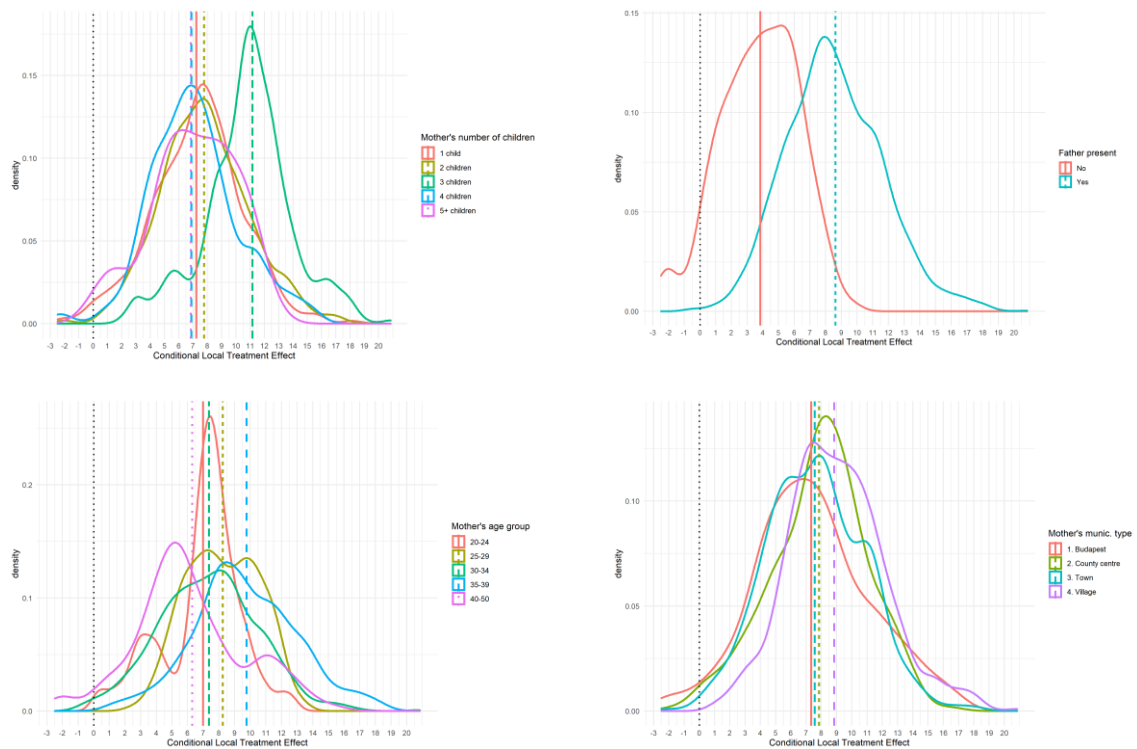 0.15
0.10
0.05
0.00
density
-3 -2 -1 0 1 2 3 4 5 6 7 8 9 10 11 12 13 14 15 16 17 18 19 20
Conditional Local Treatment Effect
Mother's number of children
1 child
2 children
3 children
4 children
5+ children
0.15
0.10
0.05
0.00
density
-3 -2 -1 0 1 2 3 4 5 6 7 8 9 10 11 12 13 14 15 16 17 18 19 20
Conditional Local Treatment Effect
Father present
No
Yes
0.2
0.1
0.0
density
-3 -2 -1 0 1 2 3 4 5 6 7 8 9 10 11 12 13 14 15 16 17 18 19 20
Conditional Local Treatment Effect
Mother's age group
20-24
25-29
30-34
35-39
40-50
0.10
0.05
0.00
density
-3 -2 -1 0 1 2 3 4 5 6 7 8 9 10 11 12 13 14 15 16 17 18 19 20
Conditional Local Treatment Effect
Mother's munic. type
1. Budapest
2. County centre
3. Town
4. Village